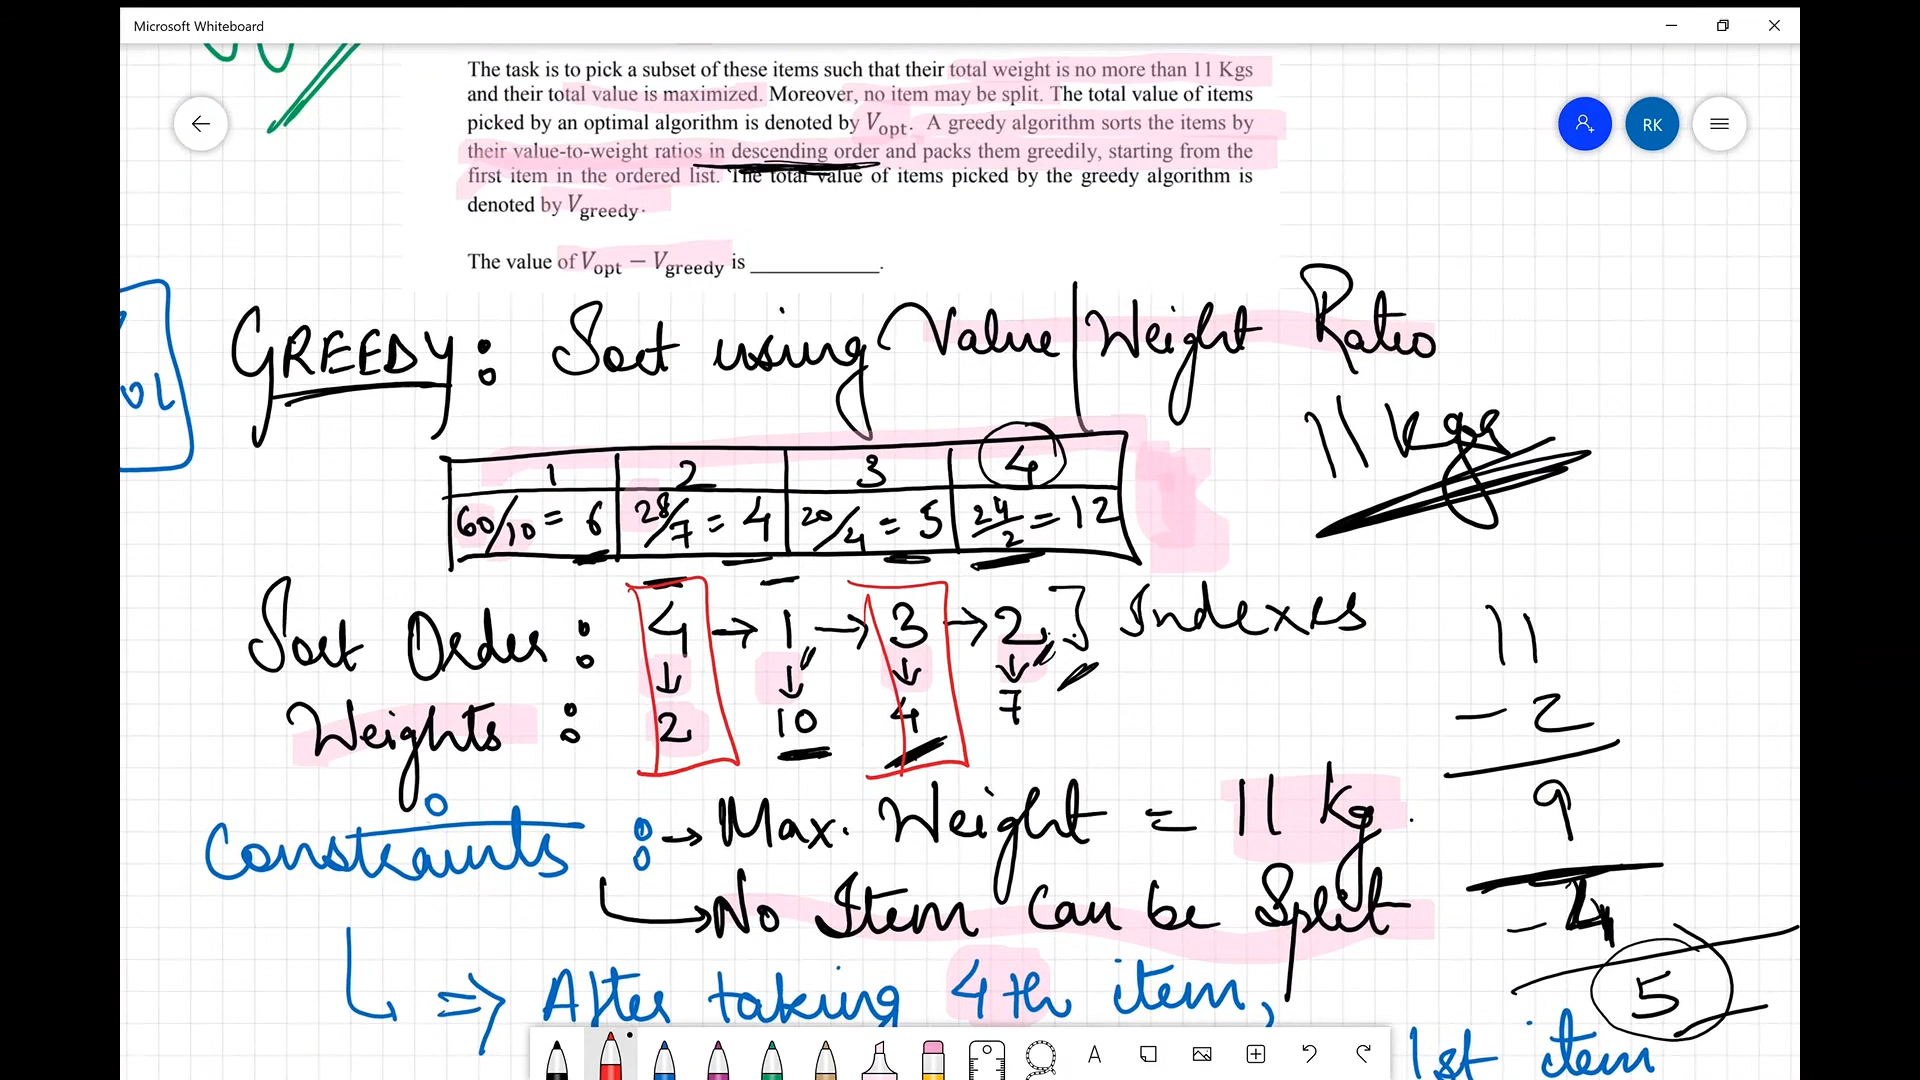 Microsoft Whiteboard
The task is to pick a subset of these items such that their total weight is no more than 11 Kgs
and their total value is maximized. Moreover, no item may be split. The total value of items
picked by an optimal algorithm is denoted by Vopt. A greedy algorithm sorts the items by
their value-to-weight ratios in descending order and packs them greedily, starting from the
first item in the ordered list. The total value of items picked by the greedy algorithm is
denoted by Vgreedy.
The value of Vopt − Vgreedy is ____________.
RK
GREEDY: Sort using Value/Weight Ratio
11 kgs
1 2 3 4
60/10 = 6 28/7 = 4 20/4 = 5 24/2 = 12
Sort Order : 4 → 1 → 3 → 2 } Indexes
Weights : 2 10 4 7
11
- 2
9
- 4
5
Constraints : → Max. Weight = 11 kg.
→ No Item Can be Split
⇒ After taking 4th item,
1st item
A